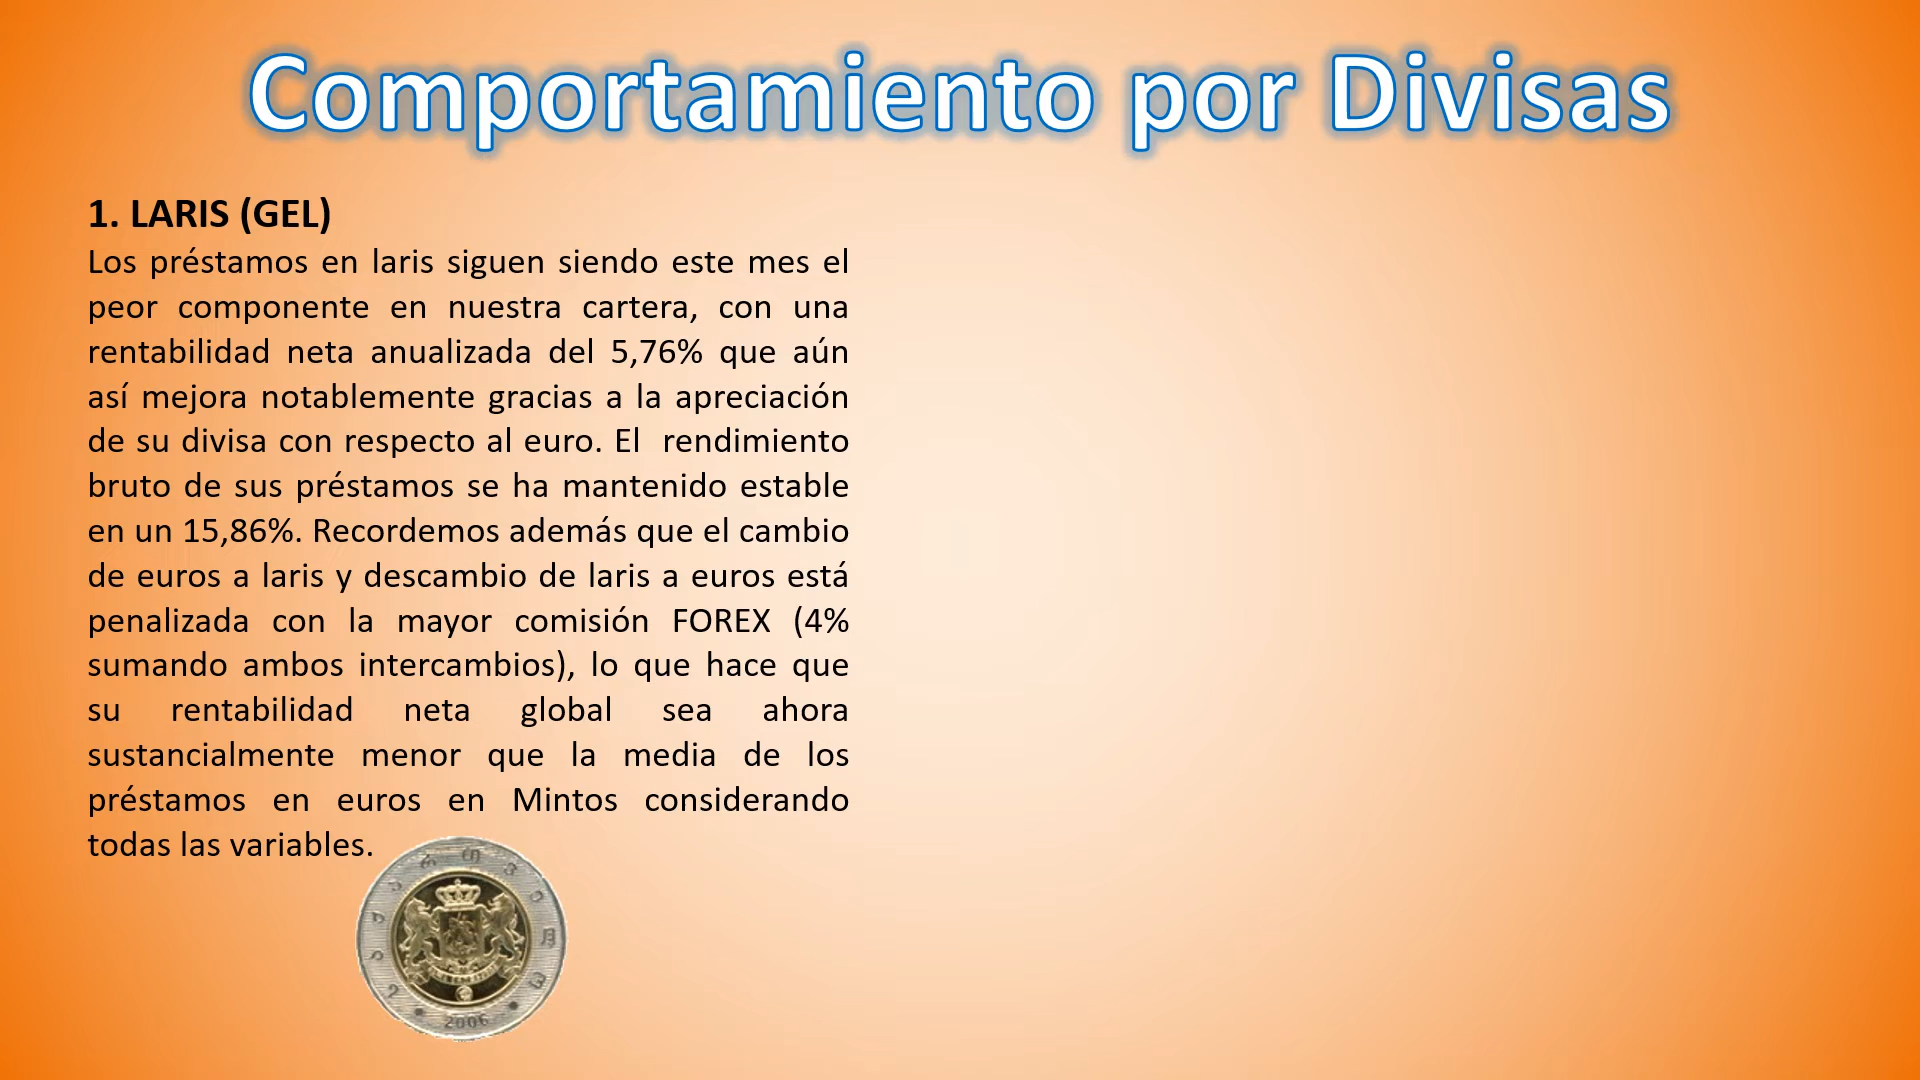 Comportamiento por Divisas
1. LARIS (GEL)
Los préstamos en laris siguen siendo este mes el
peor componente en nuestra cartera, con una
rentabilidad neta anualizada del 5,76% que aún
así mejora notablemente gracias a la apreciación
de su divisa con respecto al euro. El  rendimiento
bruto de sus préstamos se ha mantenido estable
en un 15,86%. Recordemos además que el cambio
de euros a laris y descambio de laris a euros está
penalizada con la mayor comisión FOREX (4%
sumando ambos intercambios), lo que hace que
su rentabilidad neta global sea ahora
sustancialmente menor que la media de los
préstamos en euros en Mintos considerando
todas las variables.
2006